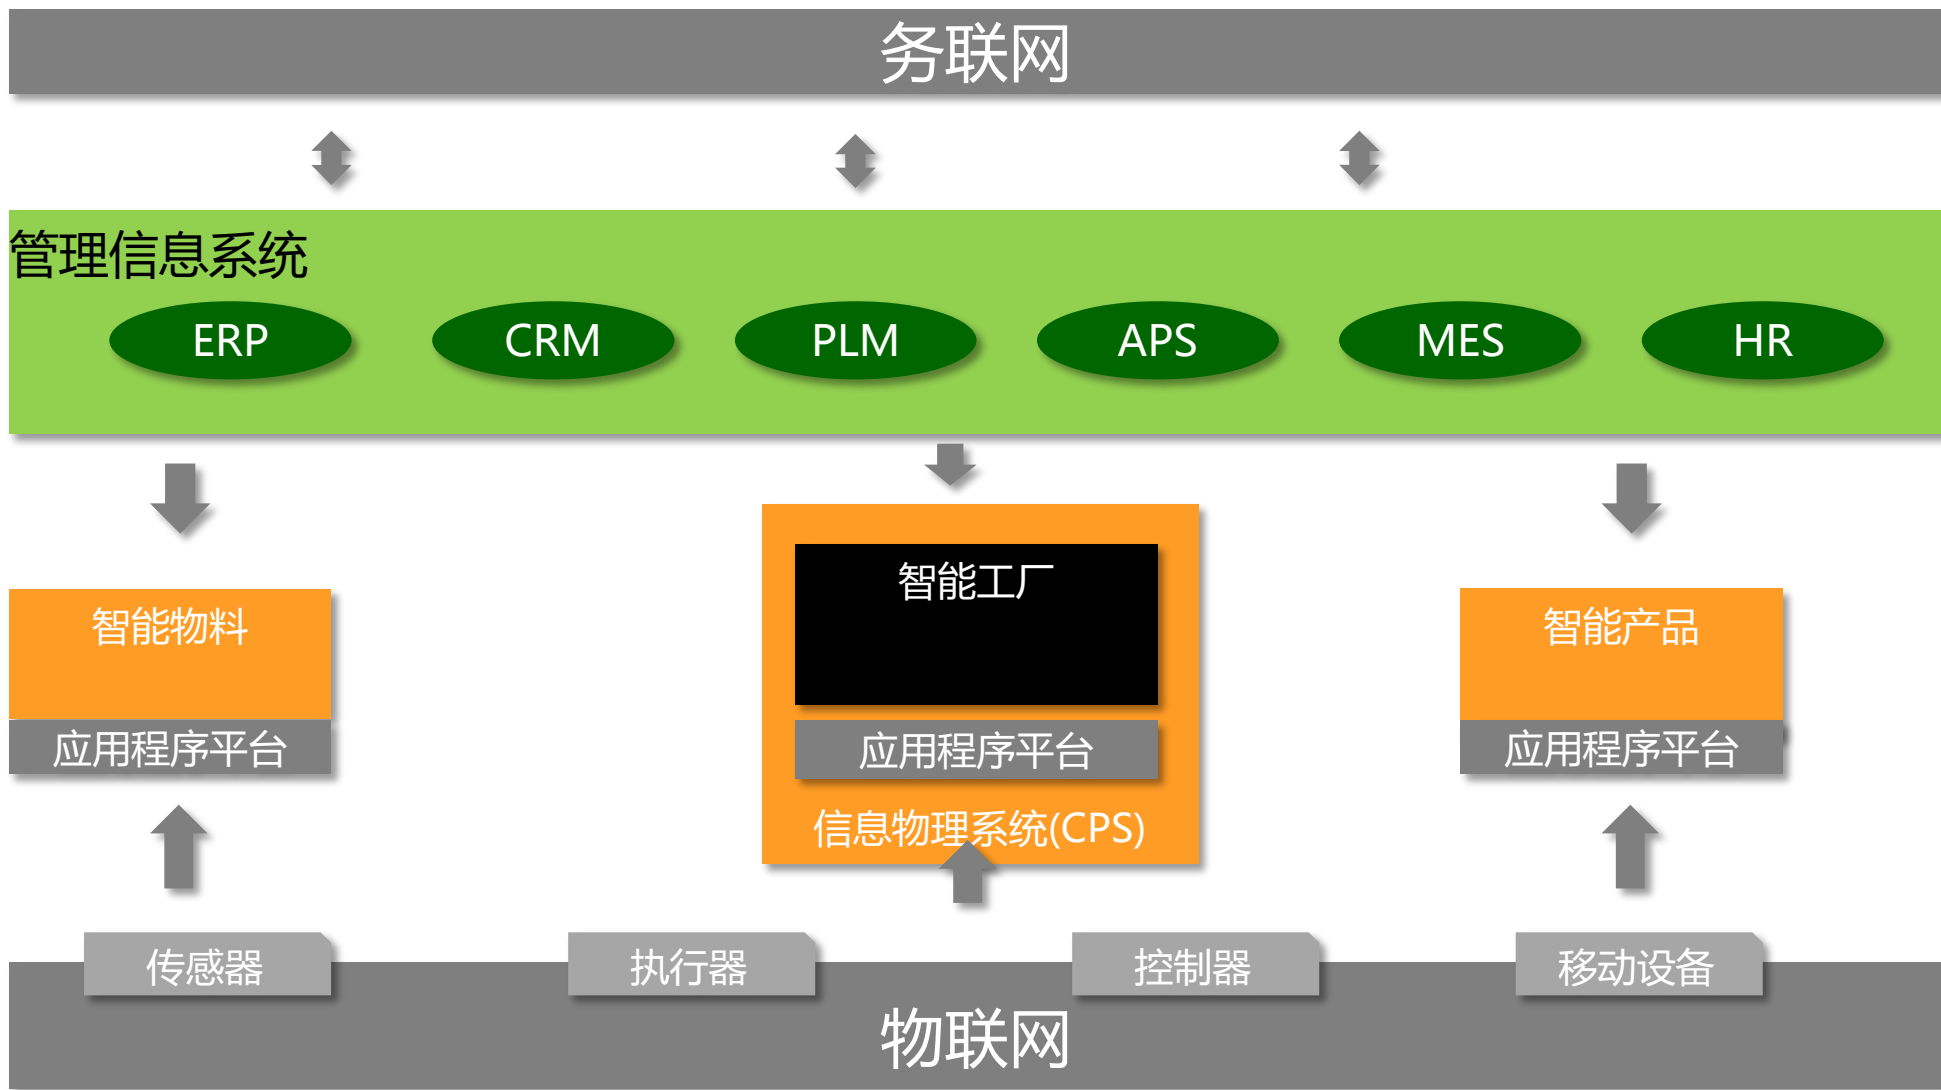 务联网
管理信息系统
ERP
CRM
PLM
APS
MES
HR
智能工厂
智能物料
智能产品
应用程序平台
应用程序平台
应用程序平台
信息物理系统(CPS)
传感器
执行器
控制器
移动设备
物联网